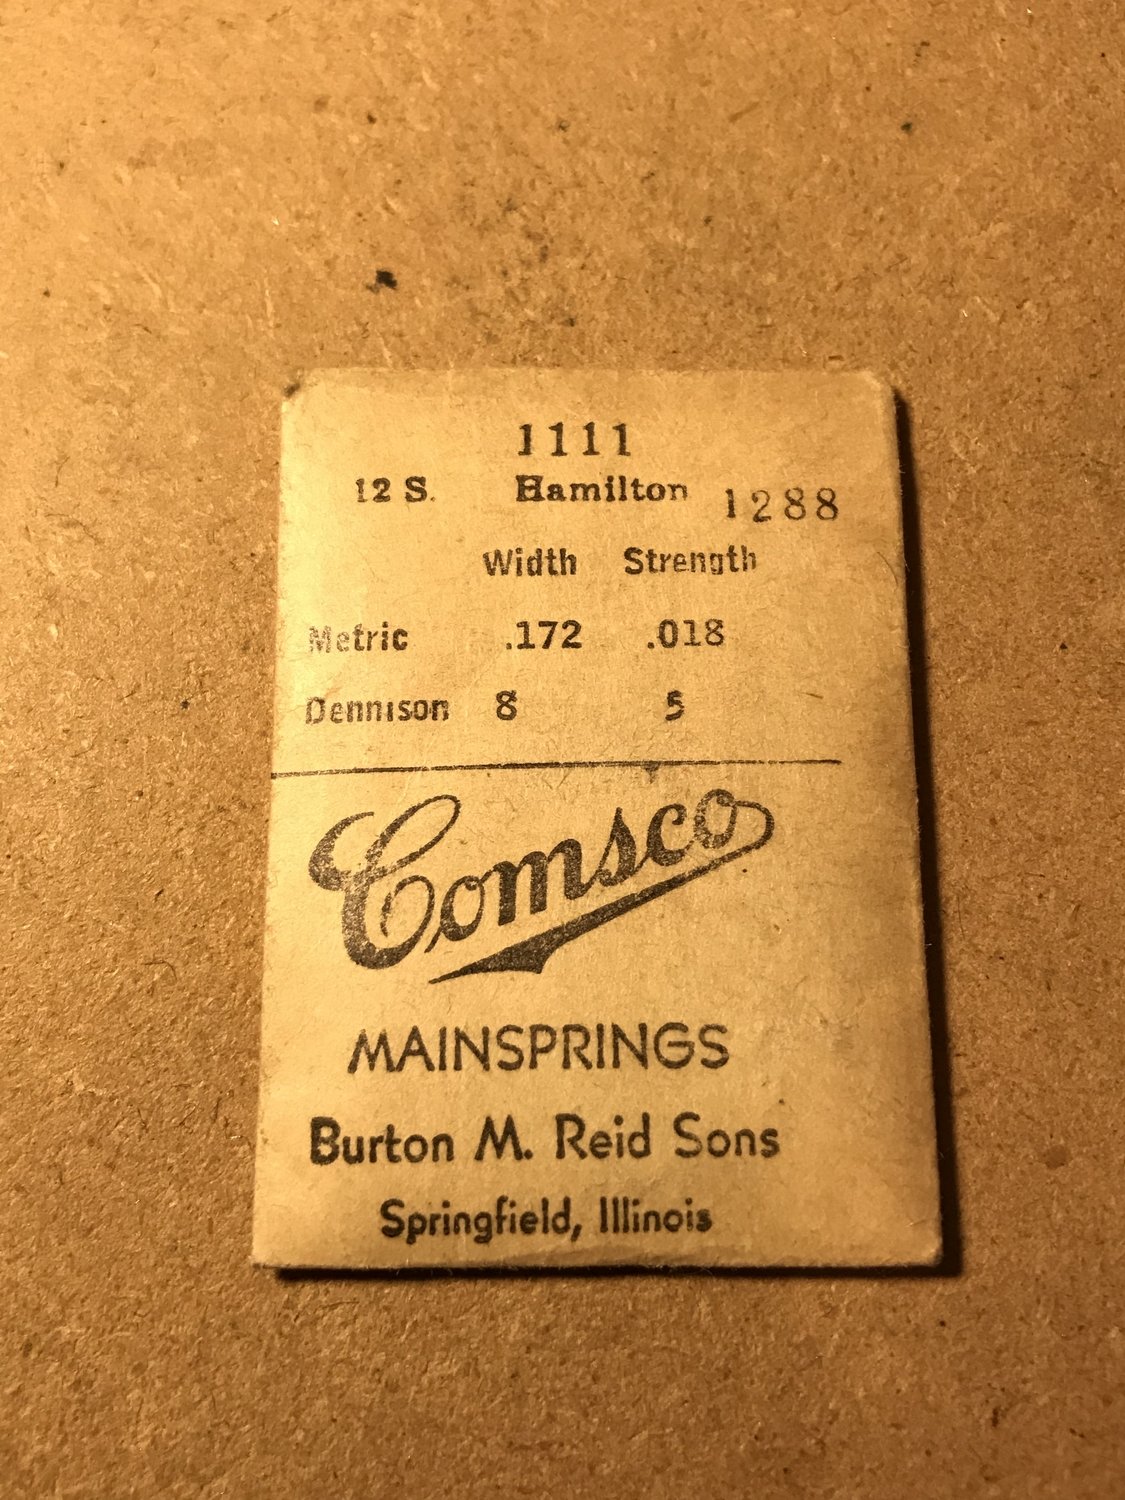 1111
12 S. Hamilton 1288
Width Strength
Metric .172 .018
Dennison 8 5
Comsco
MAINSPRINGS
Burton M. Reid Sons
Springfield, Illinois